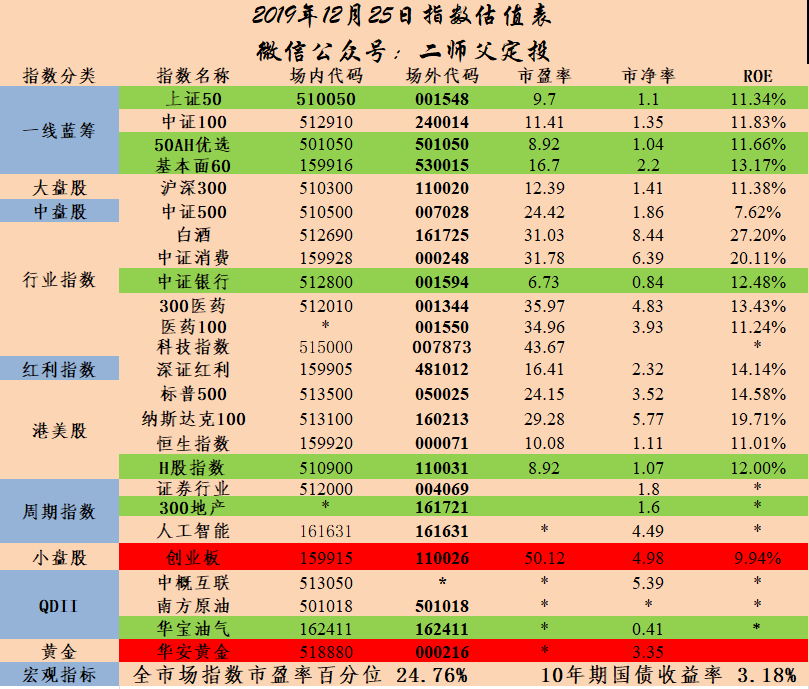 2019年12月25日指数估值表
微信公众号：二师父定投
指数分类 指数名称 场内代码 场外代码 市盈率 市净率 ROE
一线蓝筹 上证50 510050 001548 9.7 1.1 11.34%
中证100 512910 240014 11.41 1.35 11.83%
50AH优选 501050 501050 8.92 1.04 11.66%
基本面60 159916 530015 16.7 2.2 13.17%
大盘股 沪深300 510300 110020 12.39 1.41 11.38%
中盘股 中证500 510500 007028 24.42 1.86 7.62%
行业指数 白酒 512690 161725 31.03 8.44 27.20%
中证消费 159928 000248 31.78 6.39 20.11%
中证银行 512800 001594 6.73 0.84 12.48%
300医药 512010 001344 35.97 4.83 13.43%
医药100 * 001550 34.96 3.93 11.24%
科技指数 515000 007873 43.67 *
红利指数 深证红利 159905 481012 16.41 2.32 14.14%
港美股 标普500 513500 050025 24.15 3.52 14.58%
纳斯达克100 513100 160213 29.28 5.77 19.71%
恒生指数 159920 000071 10.08 1.11 11.01%
H股指数 510900 110031 8.92 1.07 12.00%
周期指数 证券行业 512000 004069 1.8 *
300地产 * 161721 1.6 *
人工智能 161631 161631 * 4.49 *
小盘股 创业板 159915 110026 50.12 4.98 9.94%
QDII 中概互联 513050 * * 5.39 *
南方原油 501018 501018 * * *
华宝油气 162411 162411 * 0.41 *
黄金 华安黄金 518880 000216 * 3.35
宏观指标 全市场指数市盈率百分位 24.76% 10年期国债收益率 3.18%